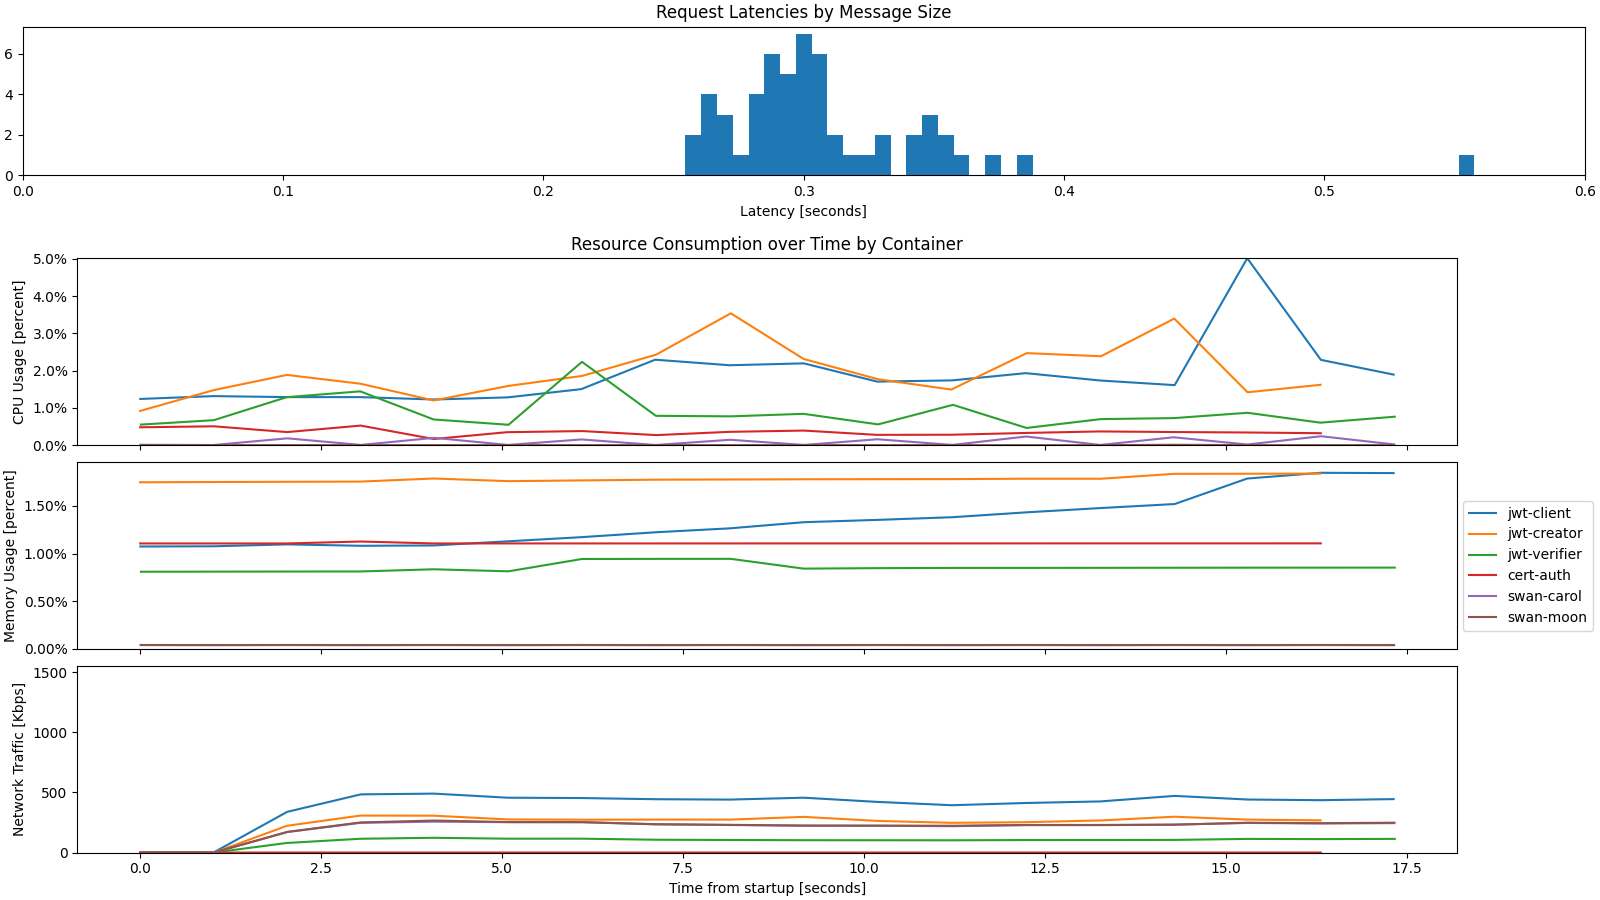 Request Latencies by Message Size
6
4
2
0
0.0 0.1 0.2 0.3 0.4 0.5 0.6
Latency [seconds]
Resource Consumption over Time by Container
CPU Usage [percent]
5.0%
4.0%
3.0%
2.0%
1.0%
0.0%
Memory Usage [percent]
1.50%
1.00%
0.50%
0.00%
jwt-client
jwt-creator
jwt-verifier
cert-auth
swan-carol
swan-moon
Network Traffic [Kbps]
1500
1000
500
0
0.0 2.5 5.0 7.5 10.0 12.5 15.0 17.5
Time from startup [seconds]